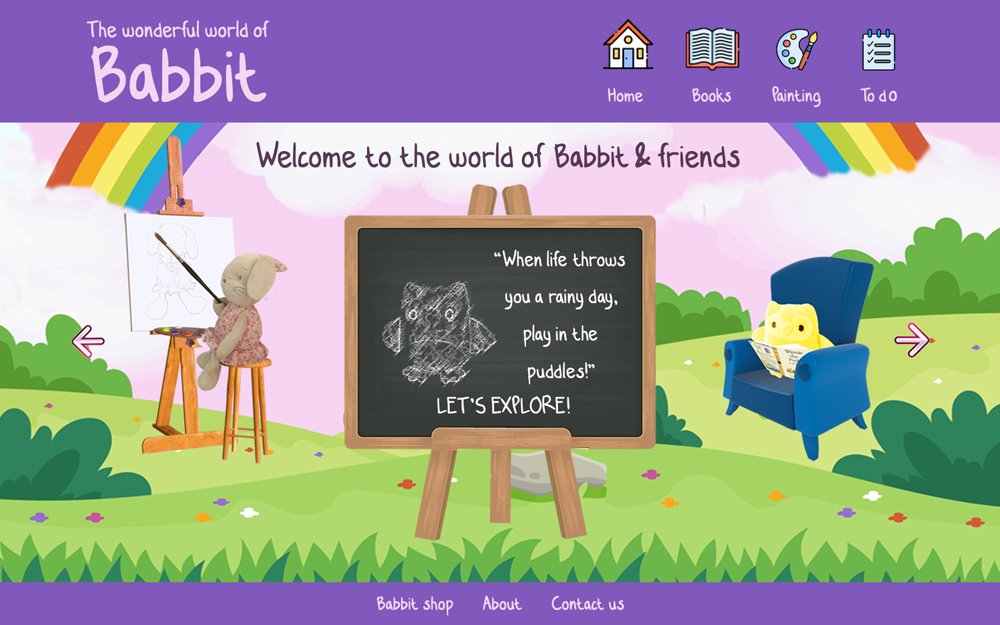 The wonderful world of
Babbit
Home
Books
Painting
To do
Welcome to the world of Babbit & friends
“When life throws
you a rainy day,
play in the
puddles!”
LET'S EXPLORE!
Babbit shop
About
Contact us